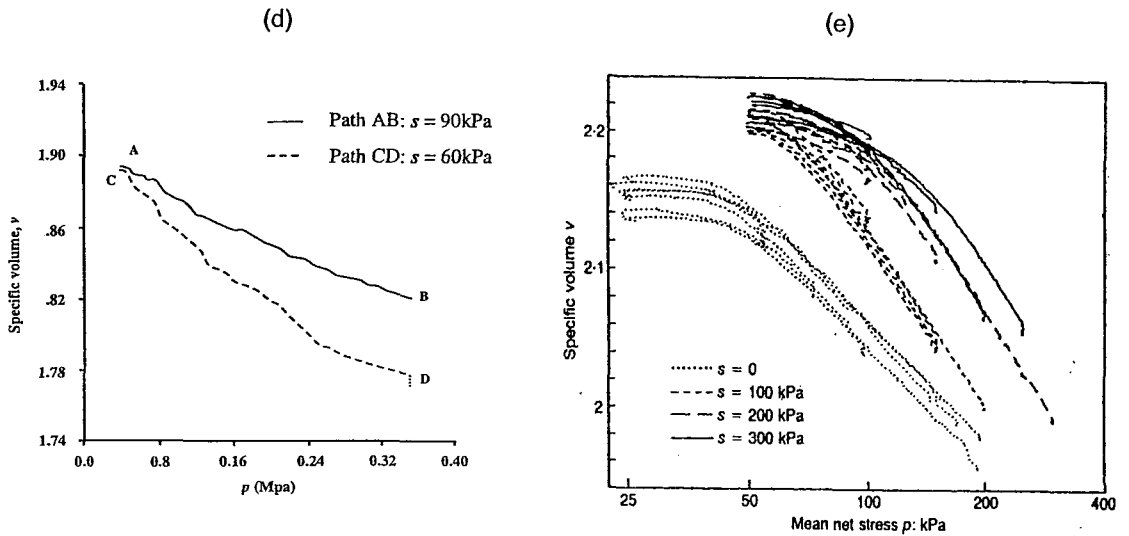 (d)
1.94
1.90
.86
.82
1.78
1.74
Specific volume, v
A
C
B
D
Path AB: s = 90kPa
Path CD: s = 60kPa
0.0
0.8
0.16
0.24
0.32
0.40
p (Mpa)
(e)
2·2
2·1
2
Specific volume v
s = 0
s = 100 kPa
s = 200 kPa
s = 300 kPa
25
50
100
200
400
Mean net stress p: kPa